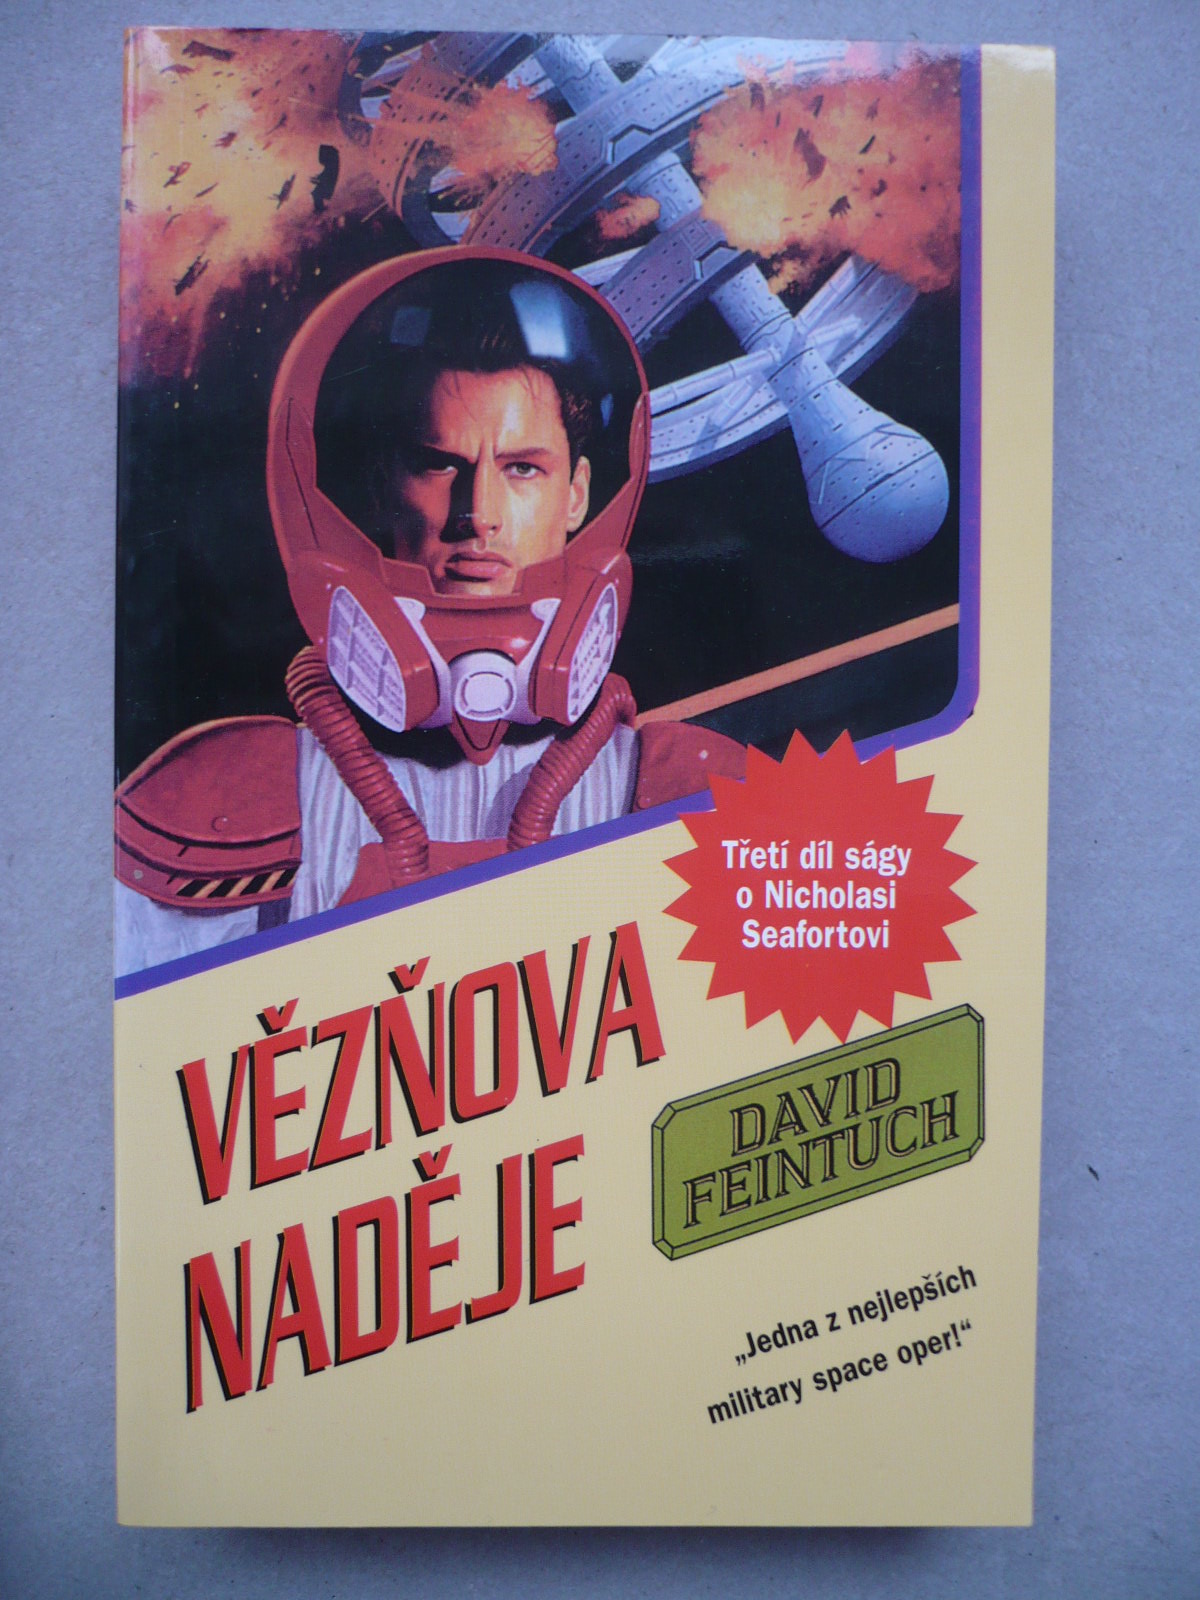 Třetí díl ságy
o Nicholasi
Seafortovi
VĚZŇOVA
NADĚJE
DAVID
FEINTUCH
„Jedna z nejlepších
military space oper!“